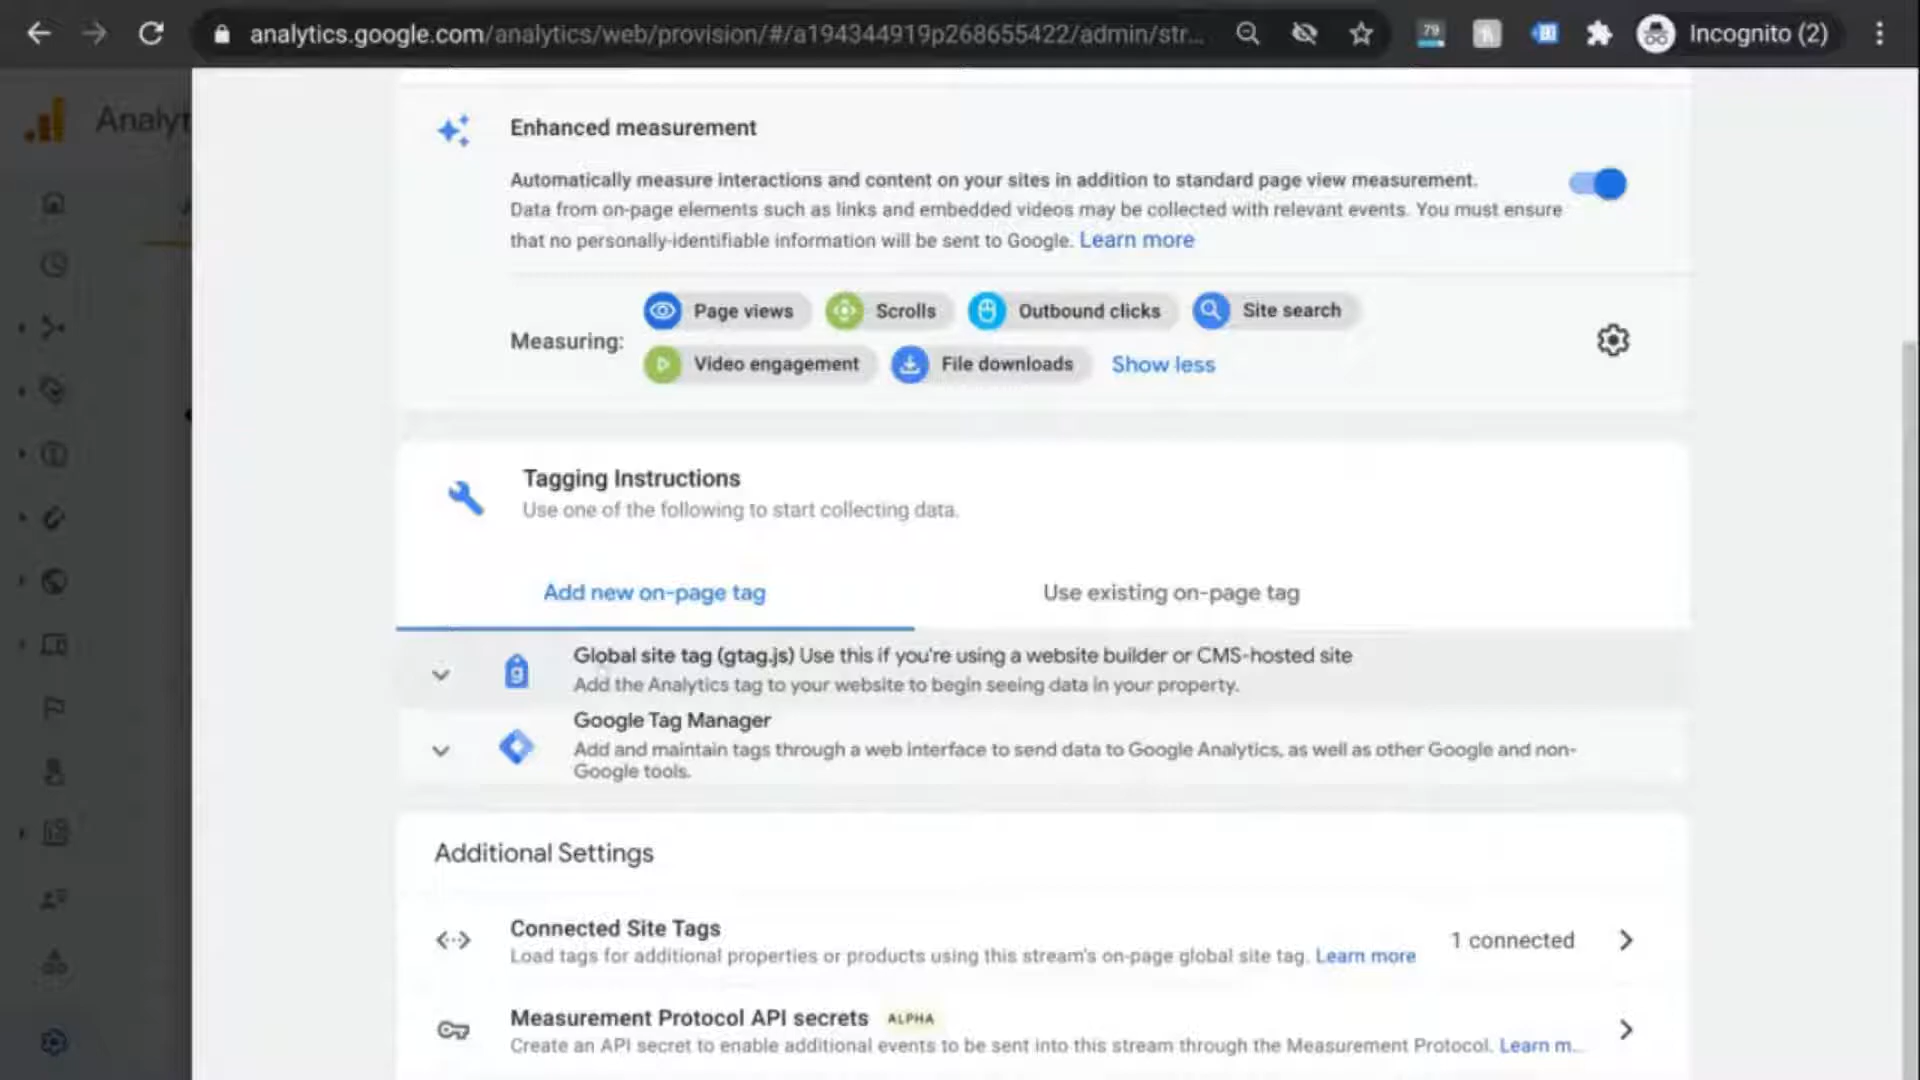 analytics.google.com/analytics/web/provision/#/a194344919p268655422/admin/str...
79
Incognito (2)
Analyt
Enhanced measurement
Automatically measure interactions and content on your sites in addition to standard page view measurement.
Data from on-page elements such as links and embedded videos may be collected with relevant events. You must ensure
that no personally-identifiable information will be sent to Google. Learn more
Measuring:
Page views
Scrolls
Outbound clicks
Site search
Video engagement
File downloads
Show less
Tagging Instructions
Use one of the following to start collecting data.
Add new on-page tag
Use existing on-page tag
g
Global site tag (gtag.js) Use this if you're using a website builder or CMS-hosted site
Add the Analytics tag to your website to begin seeing data in your property.
Google Tag Manager
Add and maintain tags through a web interface to send data to Google Analytics, as well as other Google and non-
Google tools.
Additional Settings
Connected Site Tags
Load tags for additional properties or products using this stream's on-page global site tag. Learn more
1 connected
Measurement Protocol API secrets ALPHA
Create an API secret to enable additional events to be sent into this stream through the Measurement Protocol. Learn m...